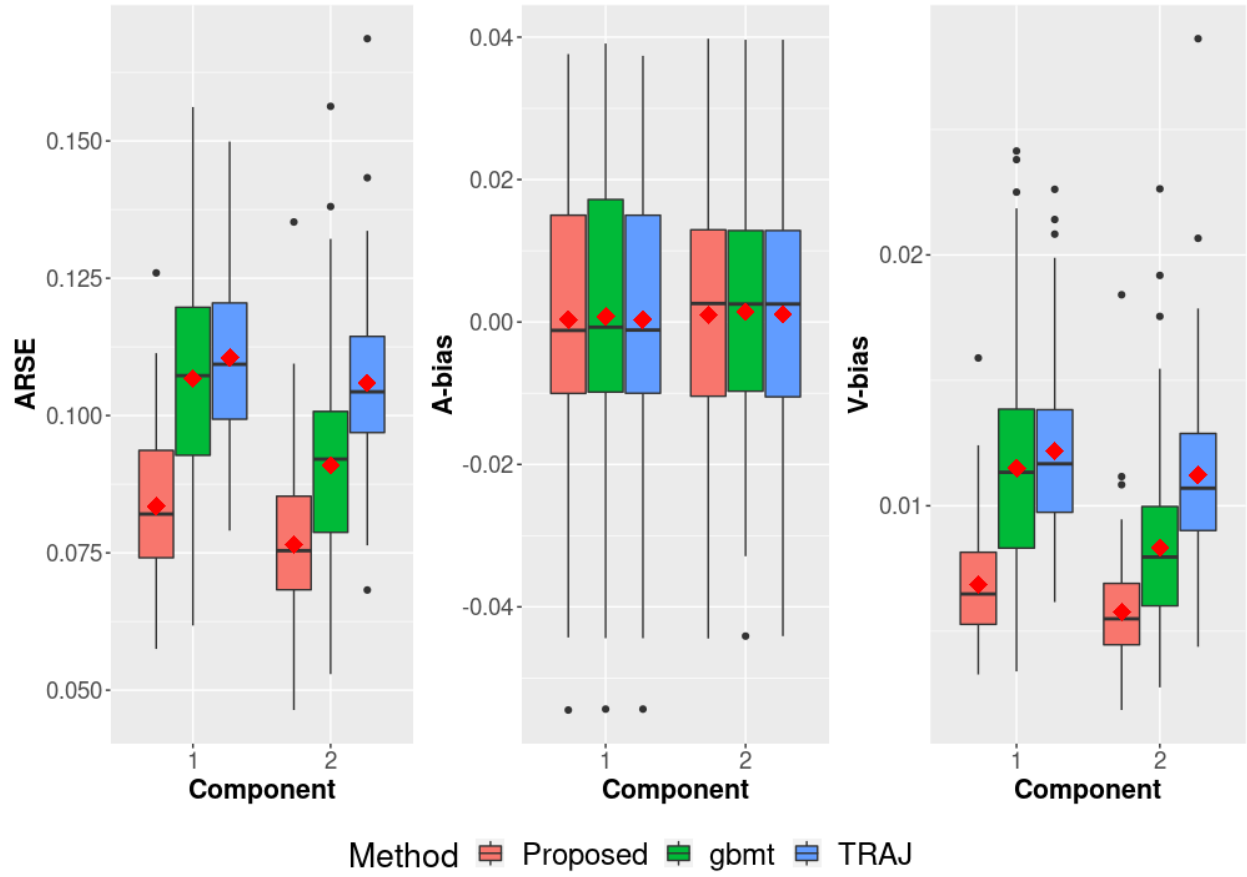 ARSE
0.150
0.125
0.100
0.075
0.050
1
2
Component
A-bias
0.04
0.02
0.00
-0.02
-0.04
1
2
Component
V-bias
0.02
0.01
1
2
Component
Method Proposed gbmt TRAJ